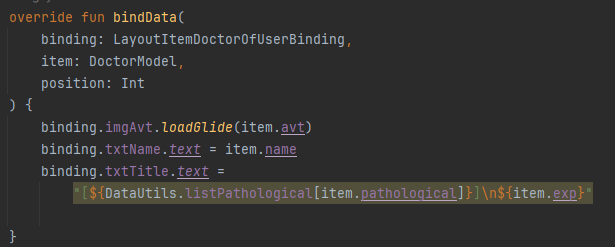 override fun bindData(
binding: LayoutItemDoctorOfUserBinding,
item: DoctorModel,
position: Int
) {
binding.imgAvt.loadGlide(item.avt)
binding.txtName.text = item.name
binding.txtTitle.text =
"[${DataUtils.listPathological[item.pathological]}]\n${item.exp}"
}